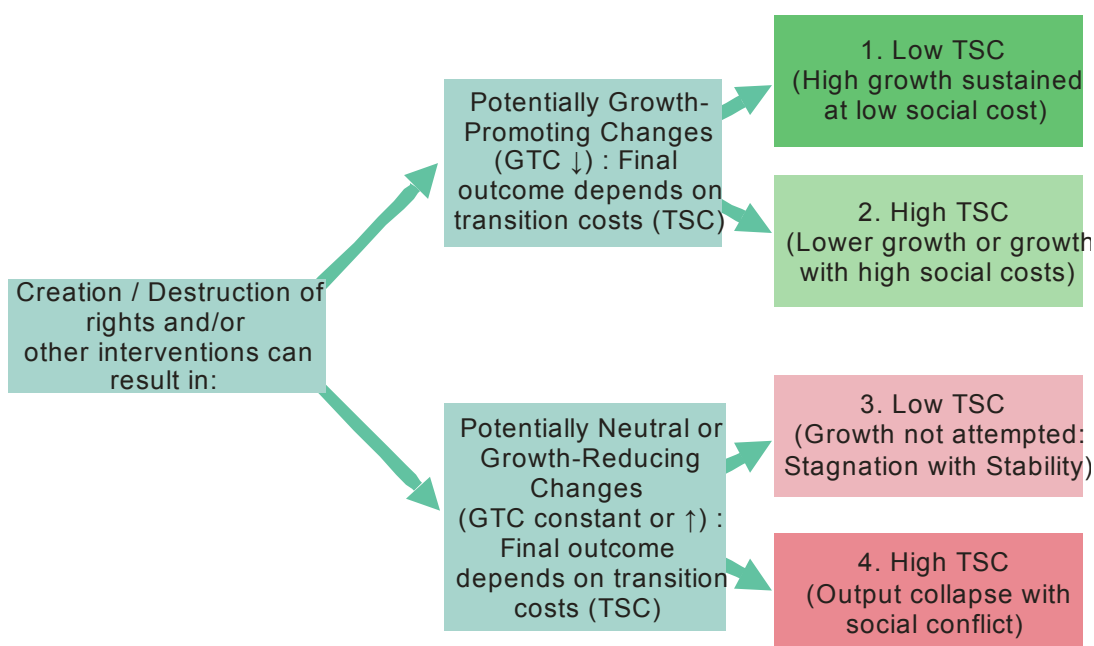 Creation / Destruction of
rights and/or
other interventions can
result in:
Potentially Growth-
Promoting Changes
(GTC ↓) : Final
outcome depends on
transition costs (TSC)
1. Low TSC
(High growth sustained
at low social cost)
2. High TSC
(Lower growth or growth
with high social costs)
Potentially Neutral or
Growth-Reducing
Changes
(GTC constant or ↑) :
Final outcome
depends on transition
costs (TSC)
3. Low TSC
(Growth not attempted:
Stagnation with Stability)
4. High TSC
(Output collapse with
social conflict)